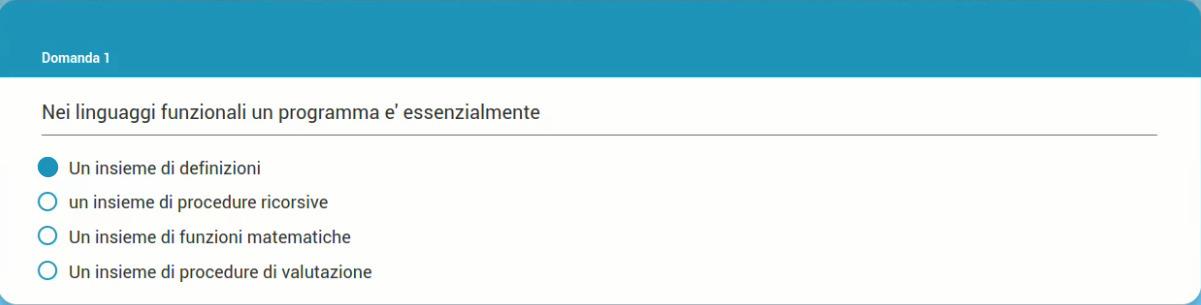 Domanda 1
Nei linguaggi funzionali un programma e' essenzialmente
Un insieme di definizioni
un insieme di procedure ricorsive
Un insieme di funzioni matematiche
Un insieme di procedure di valutazione